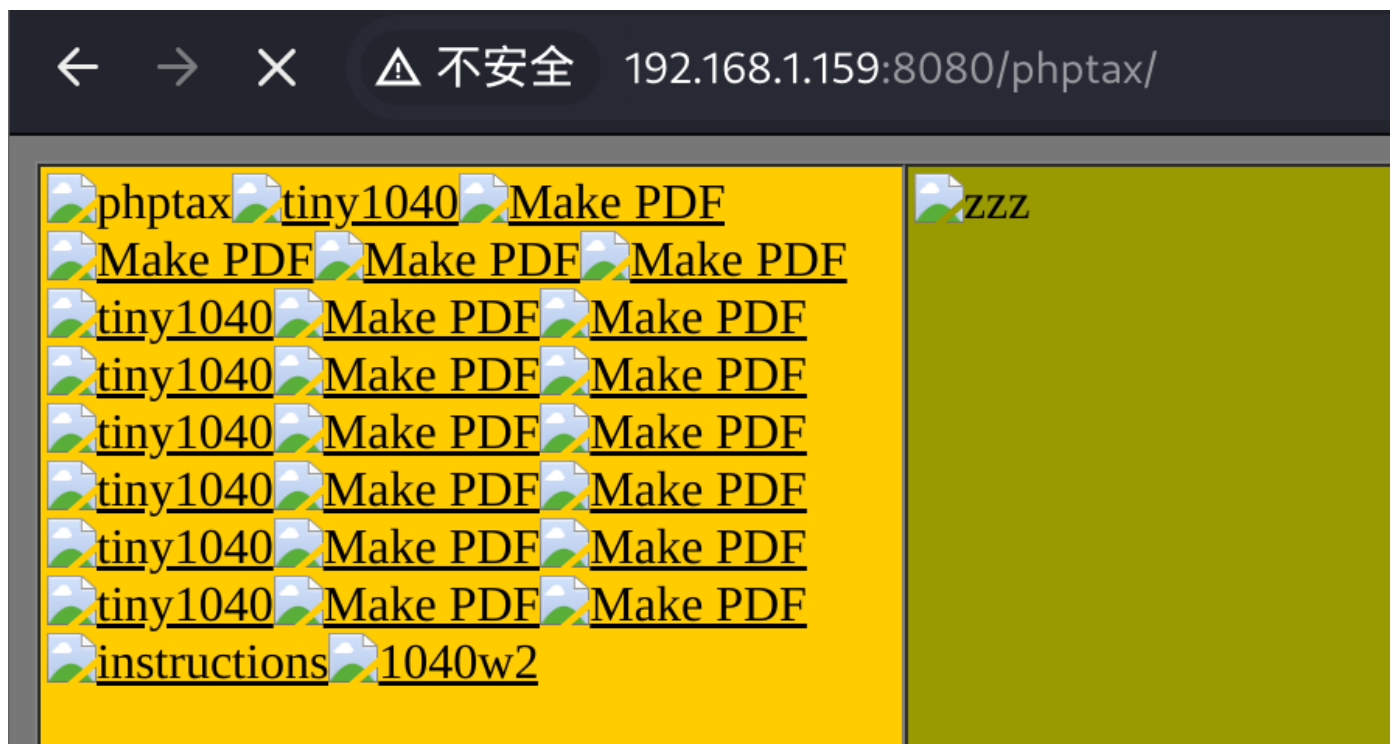 不安全 192.168.1.159:8080/phptax/
phptax tiny1040 Make PDF
zzz
Make PDF Make PDF Make PDF
tiny1040 Make PDF Make PDF
tiny1040 Make PDF Make PDF
tiny1040 Make PDF Make PDF
tiny1040 Make PDF Make PDF
tiny1040 Make PDF Make PDF
tiny1040 Make PDF Make PDF
instructions 1040w2